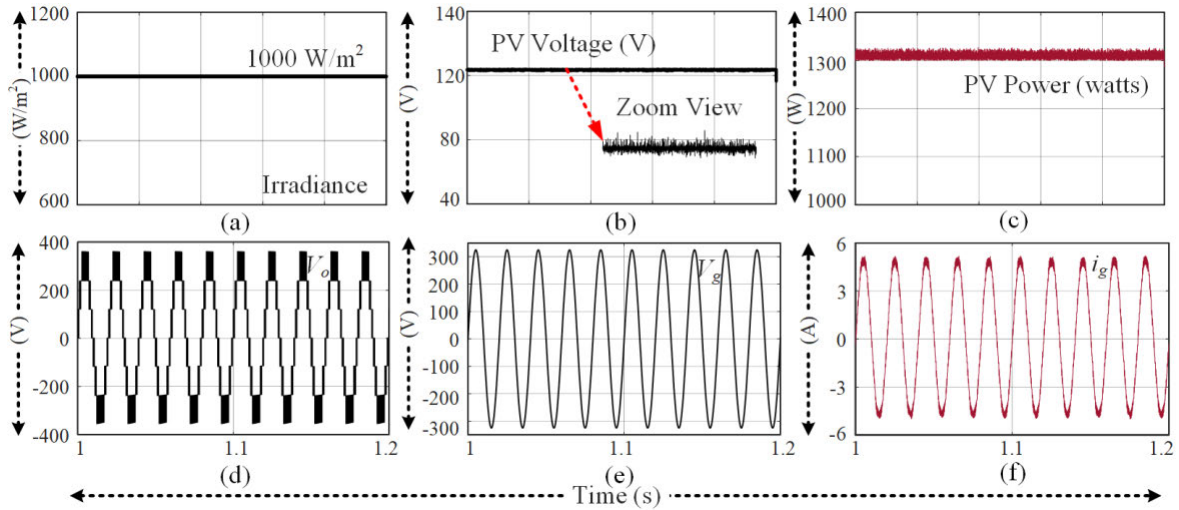 1200
1000
800
600
(W/m²)
1000 W/m²
Irradiance
(a)
160
120
80
40
(V)
PV Voltage (V)
Zoom View
(b)
1400
1300
1200
1100
1000
(W)
PV Power (watts)
(c)
400
200
0
-200
-400
(V)
Vo
1
1.1
1.2
(d)
300
200
100
0
-100
-200
-300
(V)
Vg
1
1.1
1.2
(e)
6
3
0
-3
-6
(A)
ig
1
1.1
1.2
(f)
Time (s)